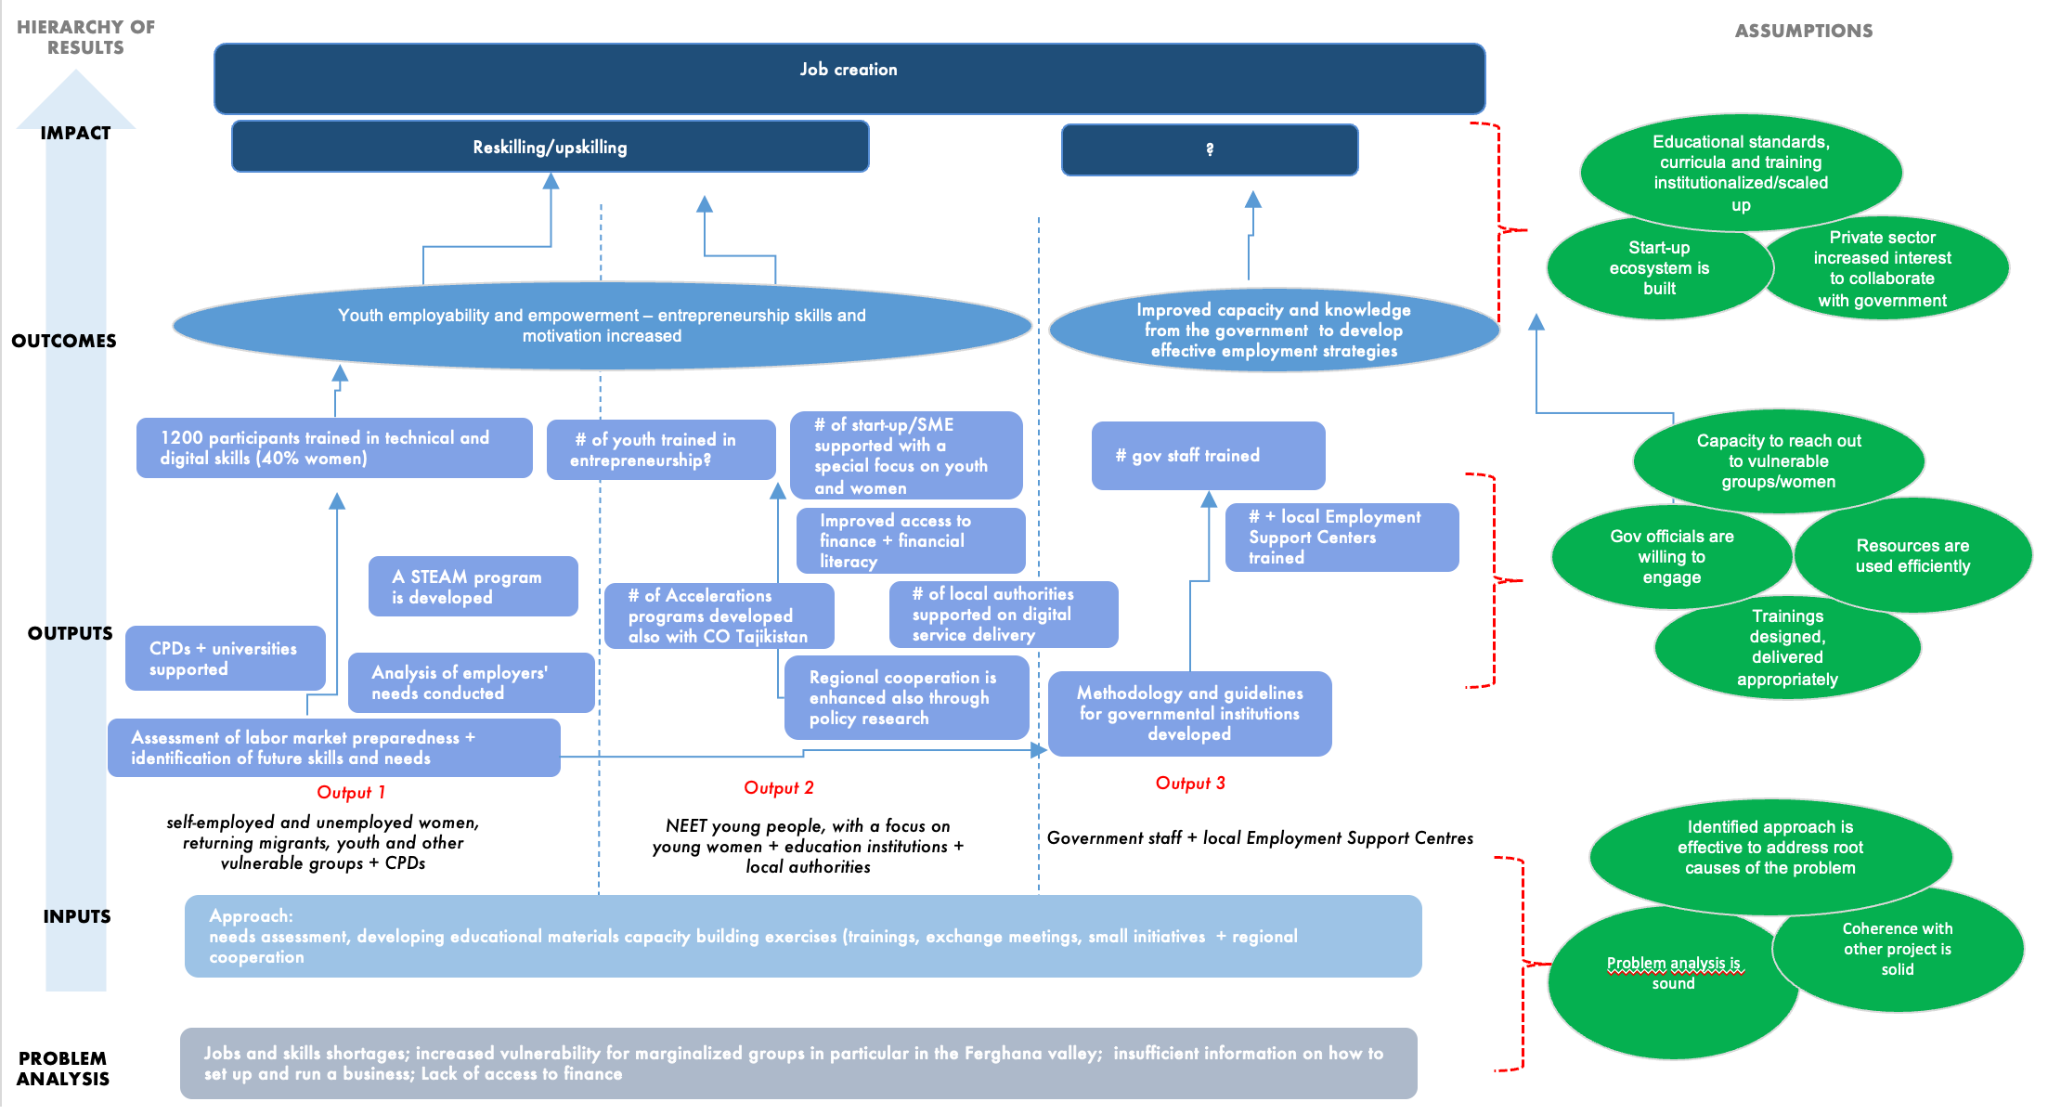 HIERARCHY OF
RESULTS
ASSUMPTIONS
Job creation
IMPACT
Reskilling/upskilling
?
Educational standards,
curricula and training
institutionalized/scaled
up
Start-up
ecosystem is
built
Private sector
increased interest
to collaborate
with government
OUTCOMES
Youth employability and empowerment – entrepreneurship skills and
motivation increased
Improved capacity and knowledge
from the government to develop
effective employment strategies
1200 participants trained in technical and
digital skills (40% women)
# of youth trained in
entrepreneurship?
# of start-up/SME
supported with a
special focus on youth
and women
# gov staff trained
Capacity to reach out
to vulnerable
groups/women
Improved access to
finance + financial
literacy
# + local Employment
Support Centers
trained
Gov officials are
willing to
engage
Resources are
used efficiently
A STEAM program
is developed
# of Accelerations
programs developed
also with CO Tajikistan
# of local authorities
supported on digital
service delivery
Trainings
designed,
delivered
appropriately
OUTPUTS
CPDs + universities
supported
Analysis of employers'
needs conducted
Regional cooperation is
enhanced also through
policy research
Methodology and guidelines
for governmental institutions
developed
Assessment of labor market preparedness +
identification of future skills and needs
Output 1
self-employed and unemployed women,
returning migrants, youth and other
vulnerable groups + CPDs
Output 2
NEET young people, with a focus on
young women + education institutions +
local authorities
Output 3
Government staff + local Employment Support Centres
Identified approach is
effective to address root
causes of the problem
Problem analysis is
sound
Coherence with
other project is
solid
INPUTS
Approach:
needs assessment, developing educational materials capacity building exercises (trainings, exchange meetings, small initiatives + regional
cooperation
PROBLEM
ANALYSIS
Jobs and skills shortages; increased vulnerability for marginalized groups in particular in the Ferghana valley; insufficient information on how to
set up and run a business; Lack of access to finance